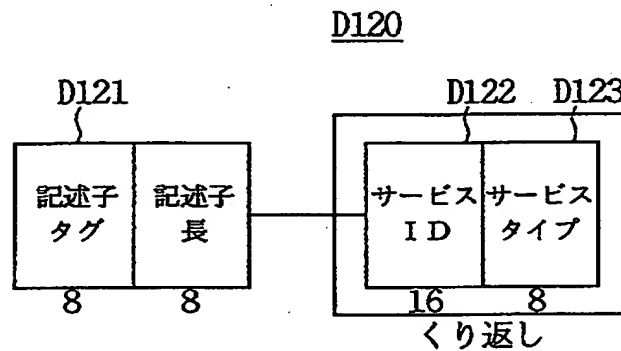 D120
D121
D122 D123
記述子
タグ
記述子
長
サービス
ID
サービス
タイプ
8 8 16 8
くり返し